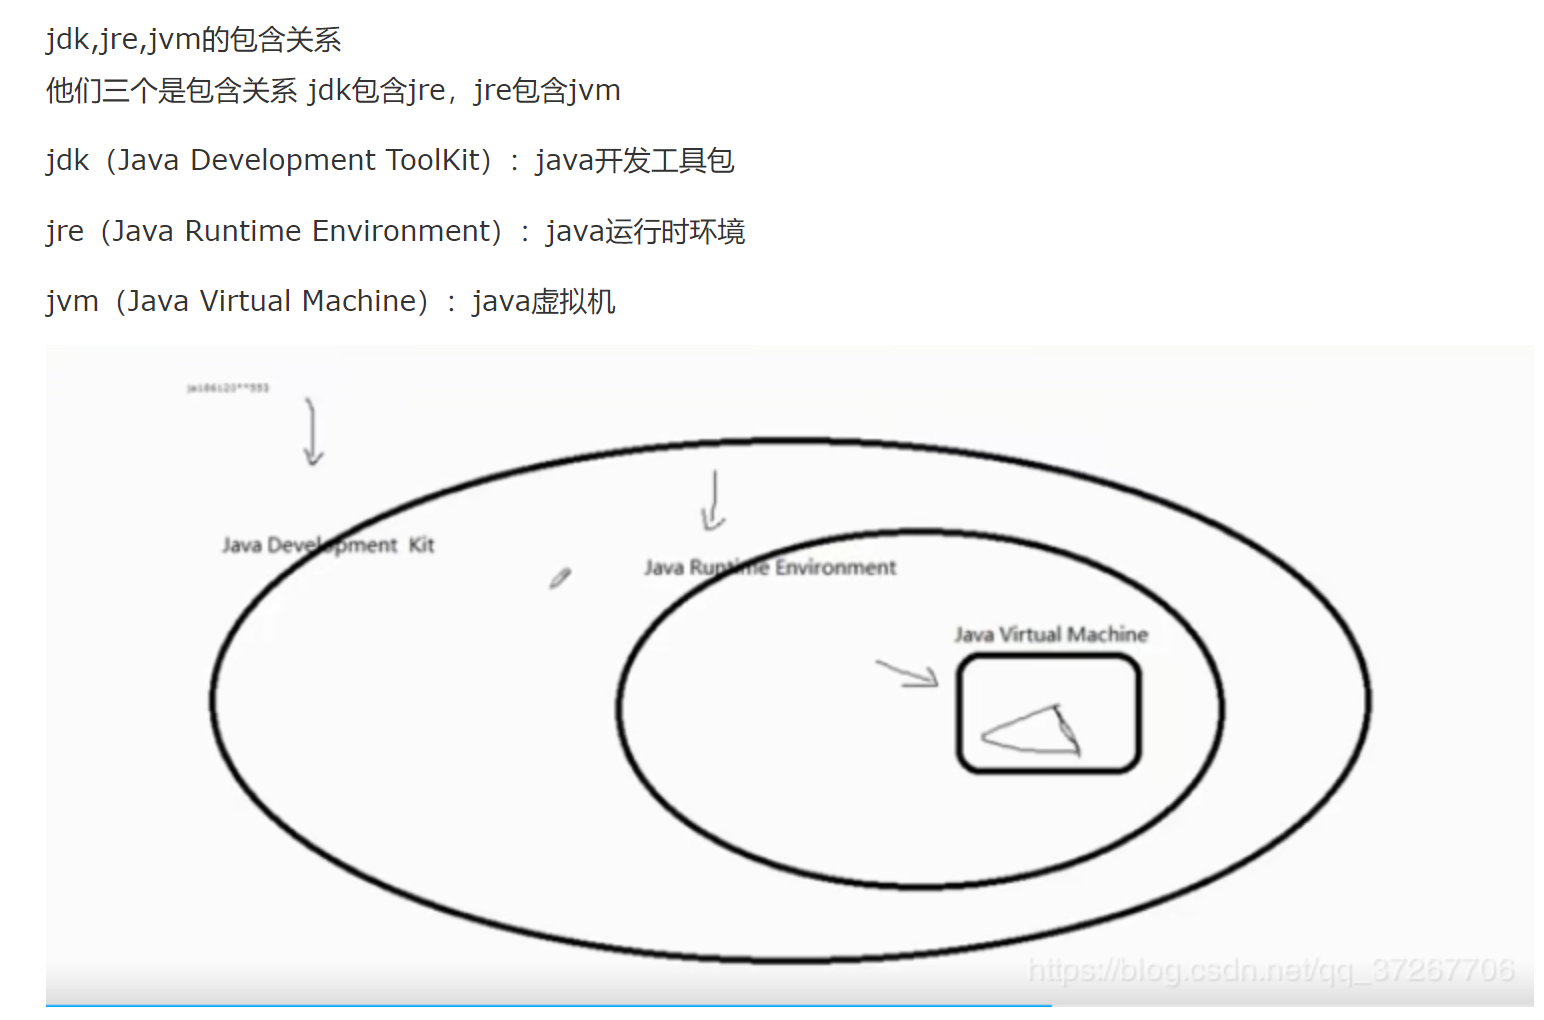 jdk,jre,jvm的包含关系
他们三个是包含关系 jdk包含jre，jre包含jvm
jdk（Java Development ToolKit）：java开发工具包
jre（Java Runtime Environment）：java运行时环境
jvm（Java Virtual Machine）：java虚拟机
Java Development Kit
Java Runtime Environment
Java Virtual Machine
https://blog.csdn.net/qq_37267706